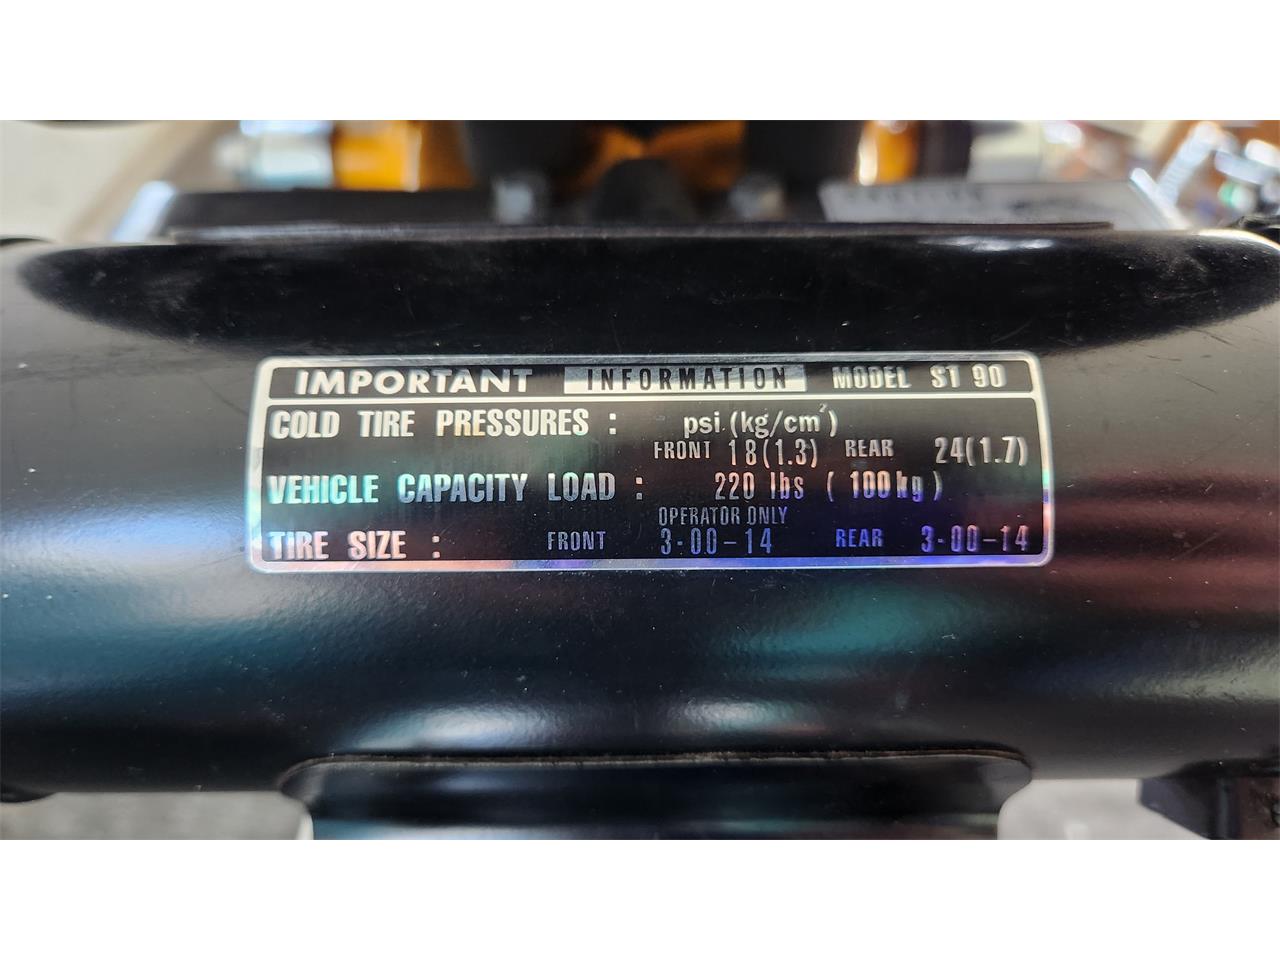 IMPORTANT INFORMATION MODEL ST 90
COLD TIRE PRESSURES : psi (kg/cm²)
FRONT 18(1.3) REAR 24(1.7)
VEHICLE CAPACITY LOAD : 220 lbs ( 100kg )
OPERATOR ONLY
TIRE SIZE : FRONT 3·00-14 REAR 3·00-14